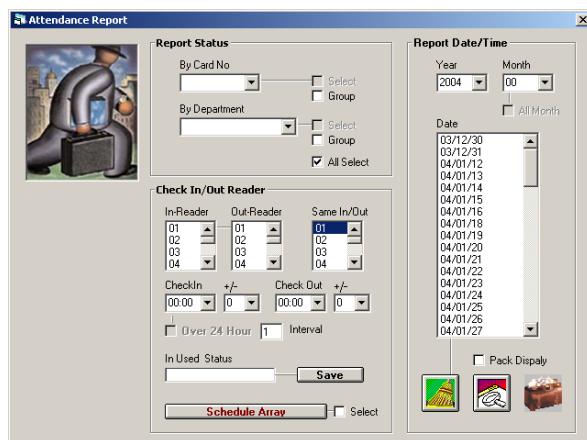 Attendance Report
Report Status
By Card No
Select
Group
By Department
Select
Group
All Select
Check In/Out Reader
In-Reader Out-Reader Same In/Out
01 01 01
02 02 02
03 03 03
04 04 04
CheckIn +/- Check Out +/-
00:00 0 00:00 0
Over 24 Hour 1 Interval
In Used Status
Save
Schedule Array Select
Report Date/Time
Year Month
2004 00
All Month
Date
03/12/30
03/12/31
04/01/12
04/01/13
04/01/14
04/01/15
04/01/16
04/01/18
04/01/19
04/01/20
04/01/21
04/01/22
04/01/23
04/01/24
04/01/25
04/01/26
04/01/27
Pack Dispaly